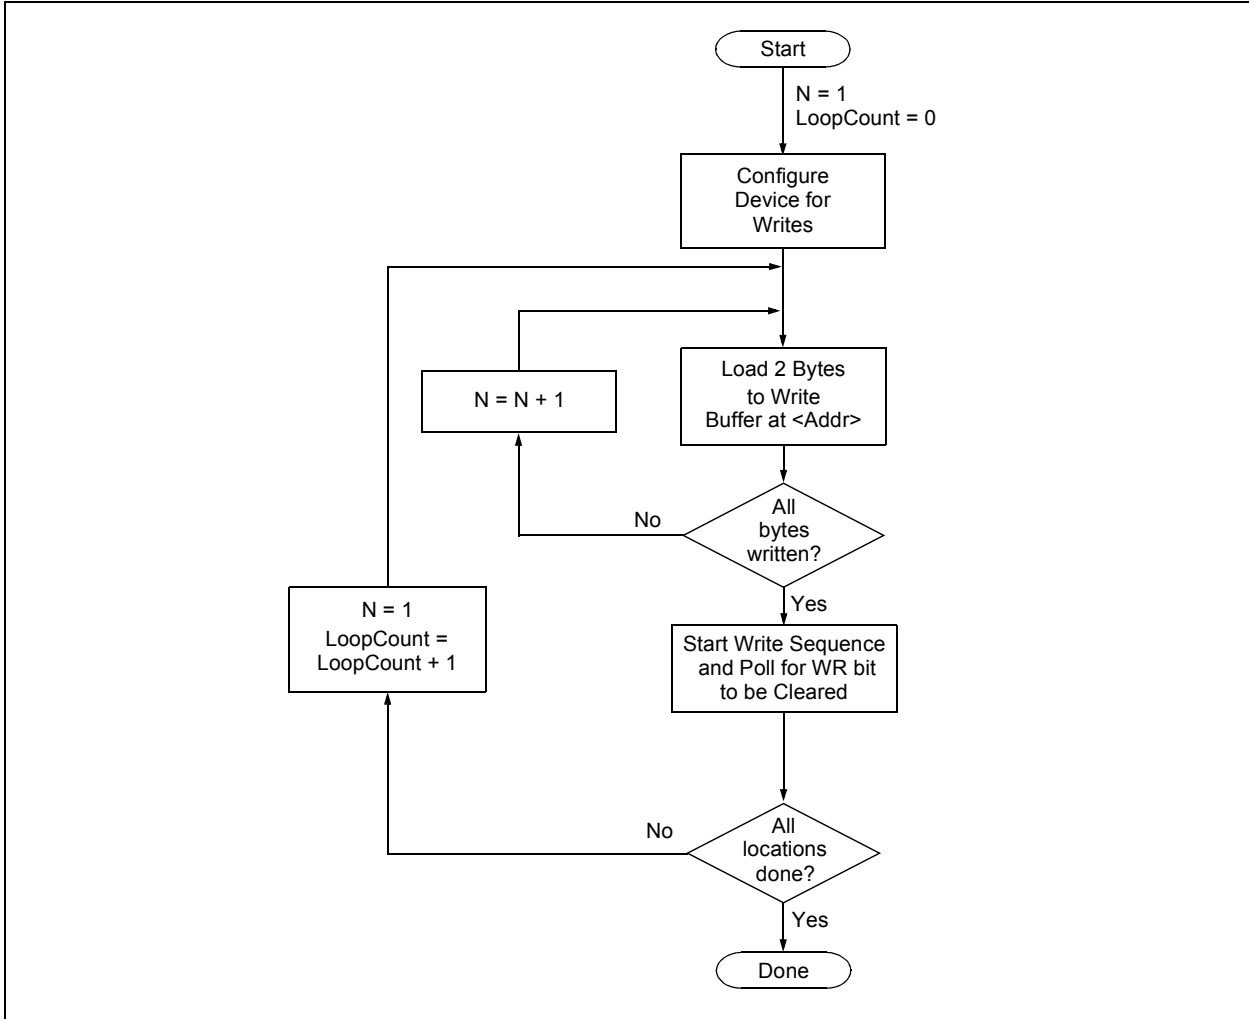 Start
N = 1
LoopCount = 0
Configure
Device for
Writes
Load 2 Bytes
to Write
Buffer at <Addr>
N = N + 1
All
bytes
written?
No
Yes
N = 1
LoopCount =
LoopCount + 1
Start Write Sequence
and Poll for WR bit
to be Cleared
All
locations
done?
No
Yes
Done